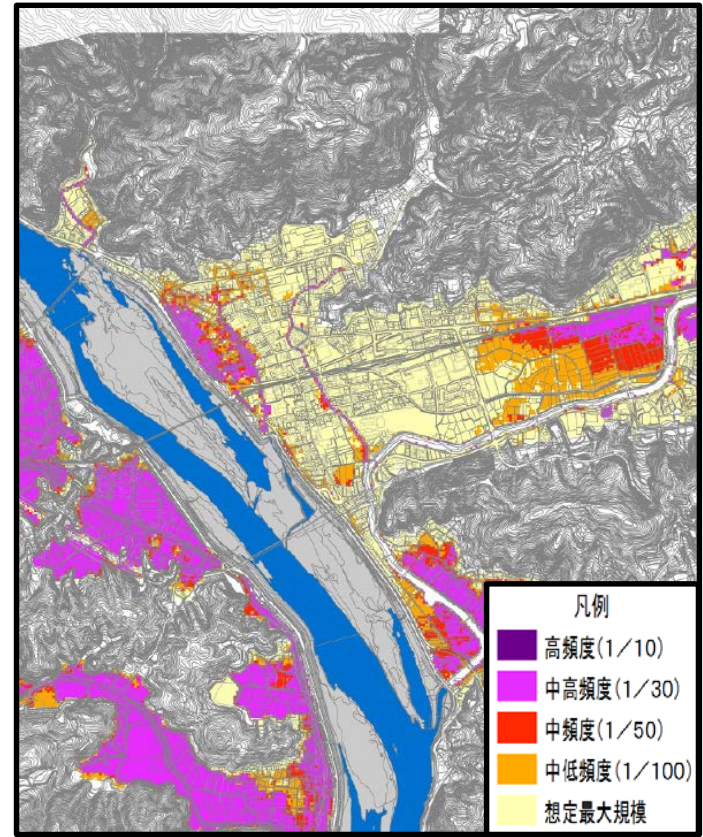 凡例
高頻度(1/10)
中高頻度(1/30)
中頻度(1/50)
中低頻度(1/100)
想定最大規模